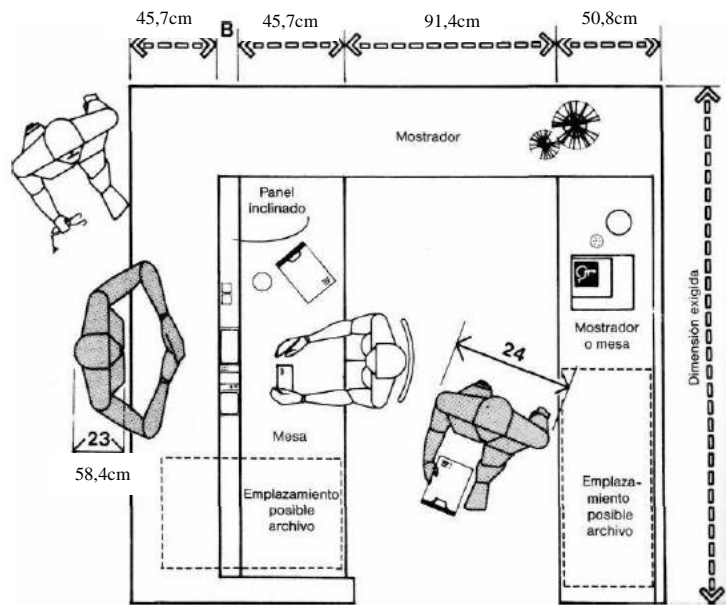 45,7cm
B
45,7cm
91,4cm
50,8cm
Mostrador
Panel
inclinado
Mostrador
o mesa
Dimensión exigida
24
23
58,4cm
Mesa
Emplazamiento
posible
archivo
Emplaza-
miento
posible
archivo